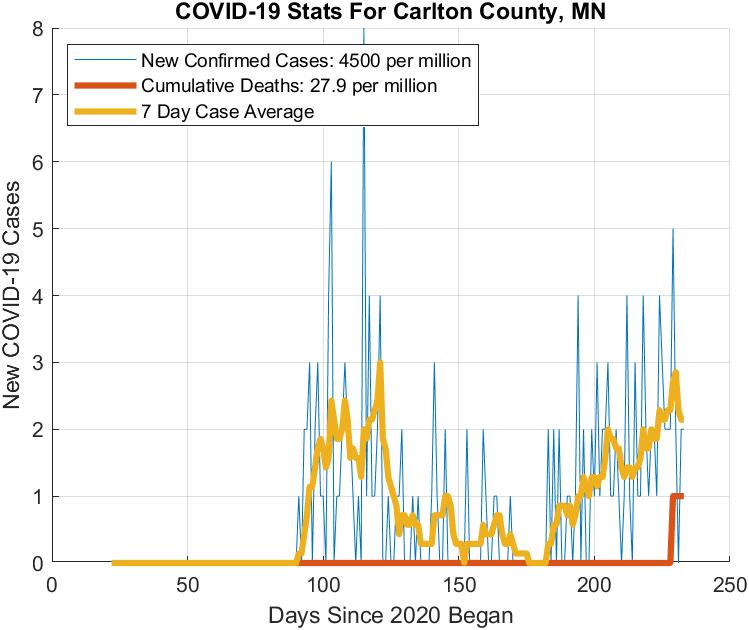 COVID-19 Stats For Carlton County, MN
8
New Confirmed Cases: 4500 per million
Cumulative Deaths: 27.9 per million
7 Day Case Average
7
6
5
4
3
2
1
0
New COVID-19 Cases
0 50 100 150 200 250
Days Since 2020 Began